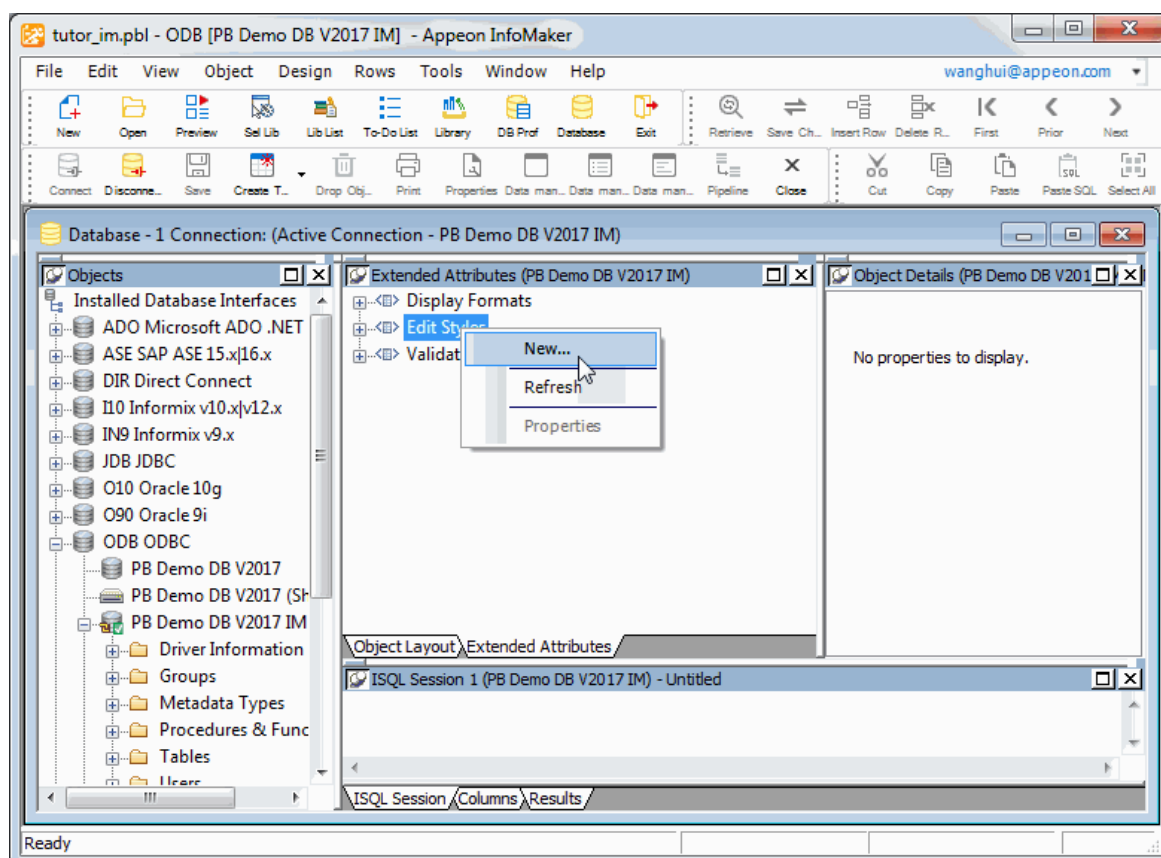 tutor_im.pbl - ODB [PB Demo DB V2017 IM] - Appeon InfoMaker
File Edit View Object Design Rows Tools Window Help wanghui@appeon.com
New Open Preview Sel Lib Lib List To-Do List Library DB Prof Database Exit Retrieve Save Ch... Insert Row Delete R... First Prior Next
Connect Disconne... Save Create T... Drop Obj... Print Properties Data man... Data man... Data man... Pipeline Close Cut Copy Paste Paste SQL Select All
Database - 1 Connection: (Active Connection - PB Demo DB V2017 IM)
Objects
Installed Database Interfaces
ADO Microsoft ADO .NET
ASE SAP ASE 15.x|16.x
DIR Direct Connect
I10 Informix v10.x|v12.x
IN9 Informix v9.x
JDB JDBC
O10 Oracle 10g
O90 Oracle 9i
ODB ODBC
PB Demo DB V2017
PB Demo DB V2017 (Sh
PB Demo DB V2017 IM
Driver Information
Groups
Metadata Types
Procedures & Func
Tables
Users
Extended Attributes (PB Demo DB V2017 IM)
Display Formats
Edit Styles
Validat
New...
Refresh
Properties
Object Layout Extended Attributes
Object Details (PB Demo DB V201
No properties to display.
ISQL Session 1 (PB Demo DB V2017 IM) - Untitled
ISQL Session Columns Results
Ready